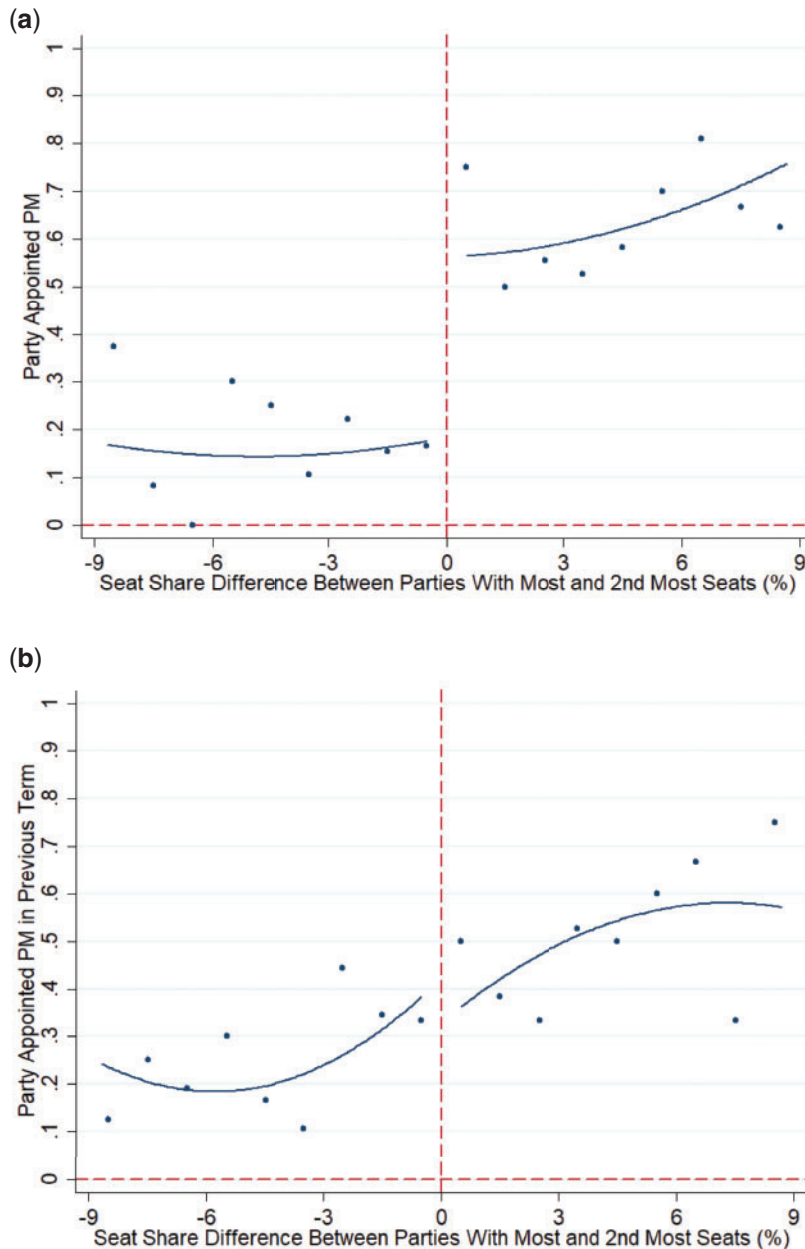 (a)
Party Appointed PM
1
.9
.8
.7
.6
.5
.4
.3
.2
.1
0
-9 -6 -3 0 3 6 9
Seat Share Difference Between Parties With Most and 2nd Most Seats (%)
(b)
Party Appointed PM in Previous Term
1
.9
.8
.7
.6
.5
.4
.3
.2
.1
0
-9 -6 -3 0 3 6 9
Seat Share Difference Between Parties With Most and 2nd Most Seats (%)